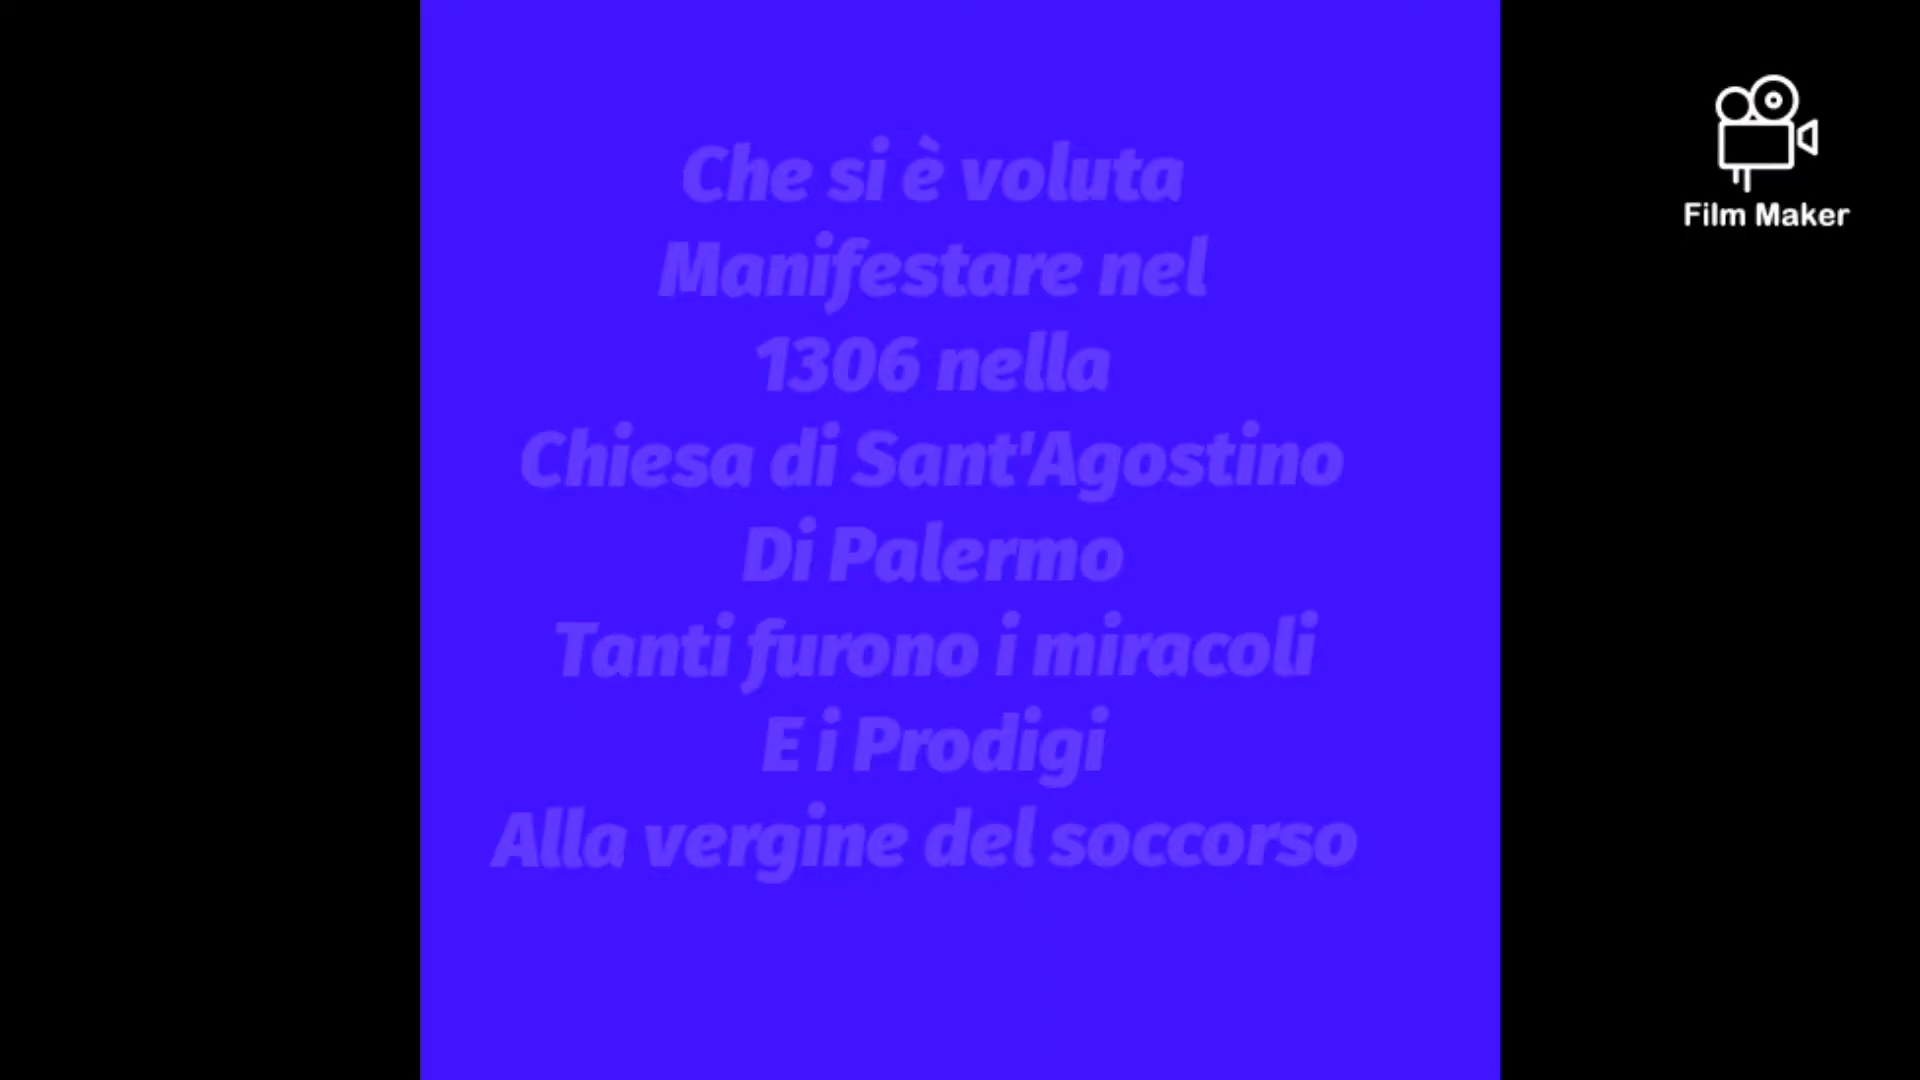 Che si è voluta
Manifestare nel
1306 nella
Chiesa di Sant'Agostino
Di Palermo
Tanti furono i miracoli
E i Prodigi
Alla vergine del soccorso
Film Maker